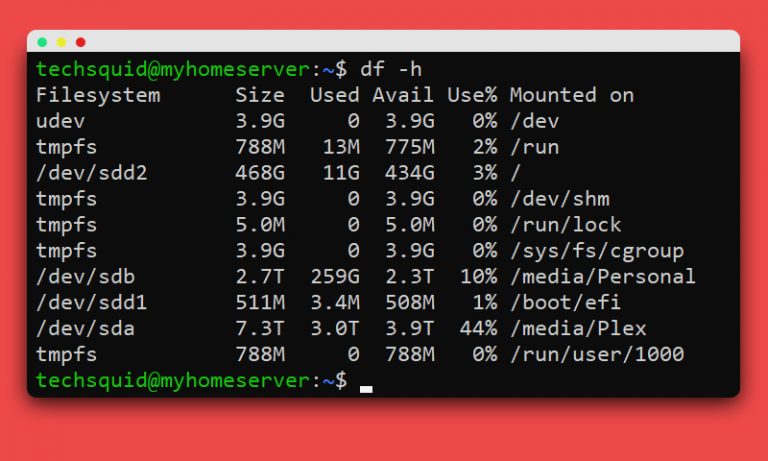 techsquid@myhomeserver:~$ df -h
Filesystem      Size  Used Avail Use% Mounted on
udev            3.9G     0  3.9G   0% /dev
tmpfs           788M   13M  775M   2% /run
/dev/sdd2       468G   11G  434G   3% /
tmpfs           3.9G     0  3.9G   0% /dev/shm
tmpfs           5.0M     0  5.0M   0% /run/lock
tmpfs           3.9G     0  3.9G   0% /sys/fs/cgroup
/dev/sdb        2.7T  259G  2.3T  10% /media/Personal
/dev/sdd1       511M  3.4M  508M   1% /boot/efi
/dev/sda        7.3T  3.0T  3.9T  44% /media/Plex
tmpfs           788M     0  788M   0% /run/user/1000
techsquid@myhomeserver:~$